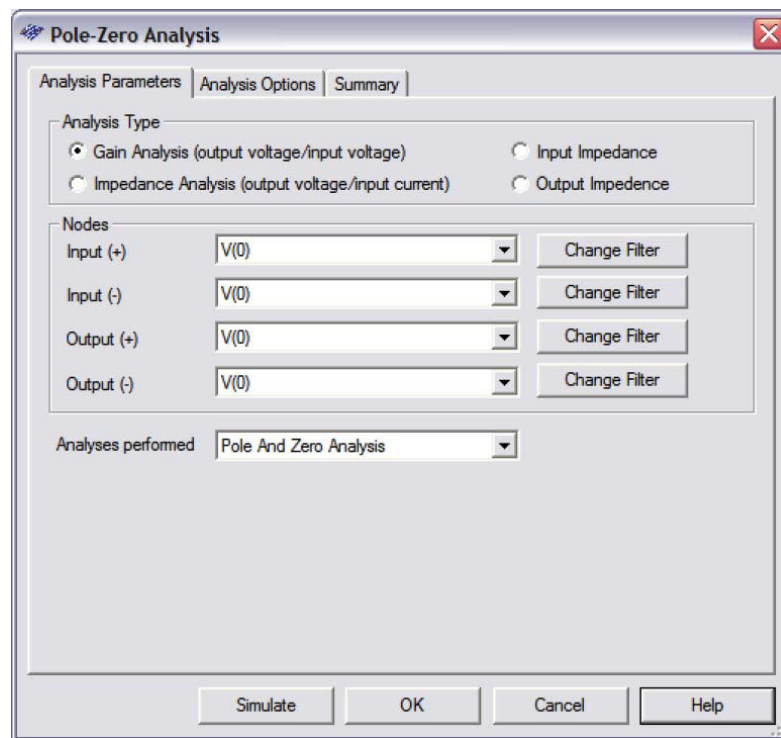 Pole-Zero Analysis
Analysis Parameters Analysis Options Summary
Analysis Type
Gain Analysis (output voltage/input voltage) Input Impedance
Impedance Analysis (output voltage/input current) Output Impedence
Nodes
Input (+) V(0) Change Filter
Input (-) V(0) Change Filter
Output (+) V(0) Change Filter
Output (-) V(0) Change Filter
Analyses performed Pole And Zero Analysis
Simulate OK Cancel Help